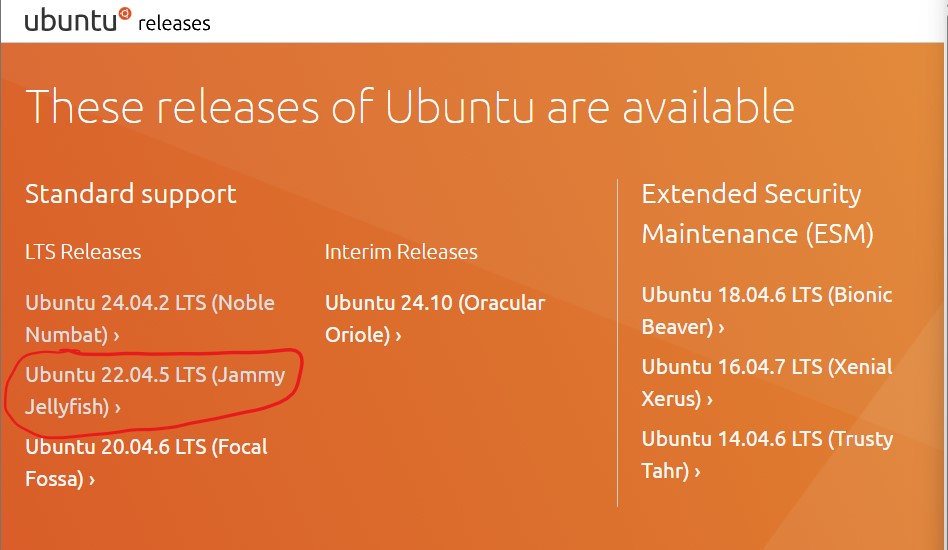 ubuntu releases
These releases of Ubuntu are available
Standard support
LTS Releases
Ubuntu 24.04.2 LTS (Noble
Numbat) ›
Ubuntu 22.04.5 LTS (Jammy
Jellyfish) ›
Ubuntu 20.04.6 LTS (Focal
Fossa) ›
Interim Releases
Ubuntu 24.10 (Oracular
Oriole) ›
Extended Security
Maintenance (ESM)
Ubuntu 18.04.6 LTS (Bionic
Beaver) ›
Ubuntu 16.04.7 LTS (Xenial
Xerus) ›
Ubuntu 14.04.6 LTS (Trusty
Tahr) ›